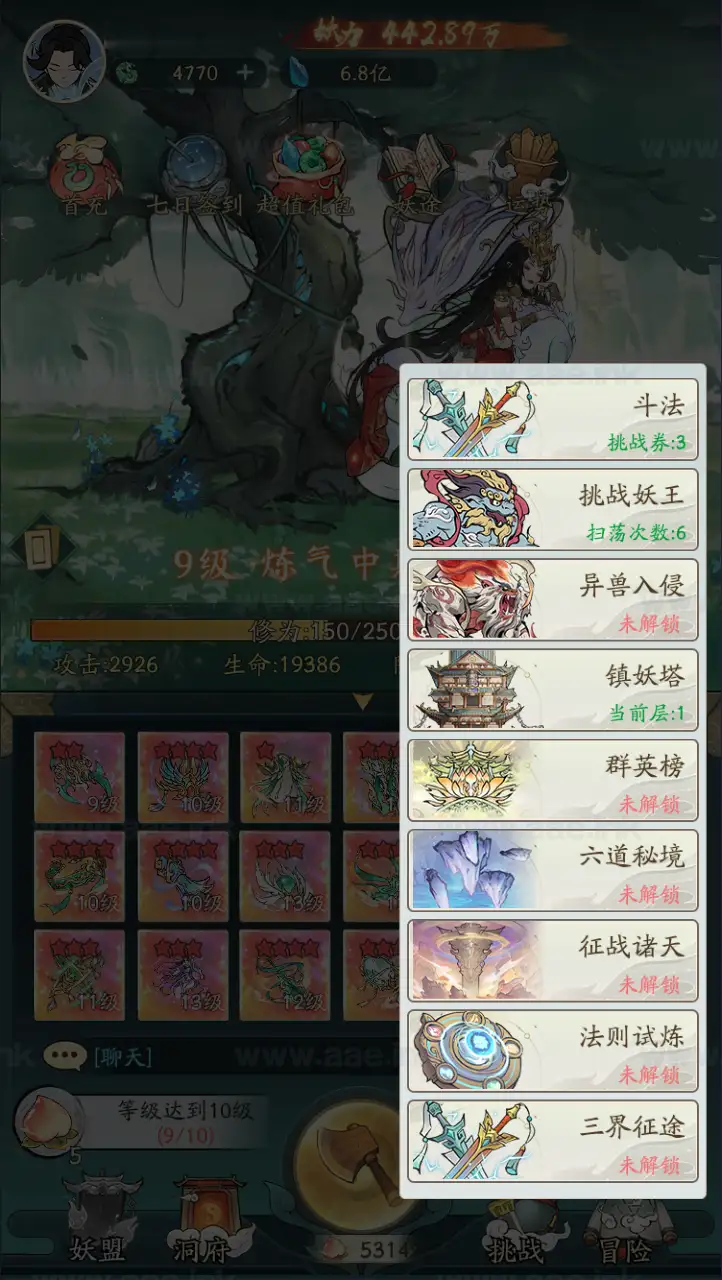 妖力 442.89万
4770
6.8亿
首充
七日签到
超值礼包
妖途
运势
斗法
挑战券:3
挑战妖王
扫荡次数:6
异兽入侵
未解锁
镇妖塔
当前层:1
群英榜
未解锁
六道秘境
未解锁
征战诸天
未解锁
法则试炼
未解锁
三界征途
未解锁
9级 炼气中
修为:150/250
攻击:2926
生命:19386
9级
10级
11级
10级
10级
13级
11级
13级
12级
[聊天]
www.aae.
等级达到10级
(9/10)
5
5314
妖盟
洞府
挑战
冒险